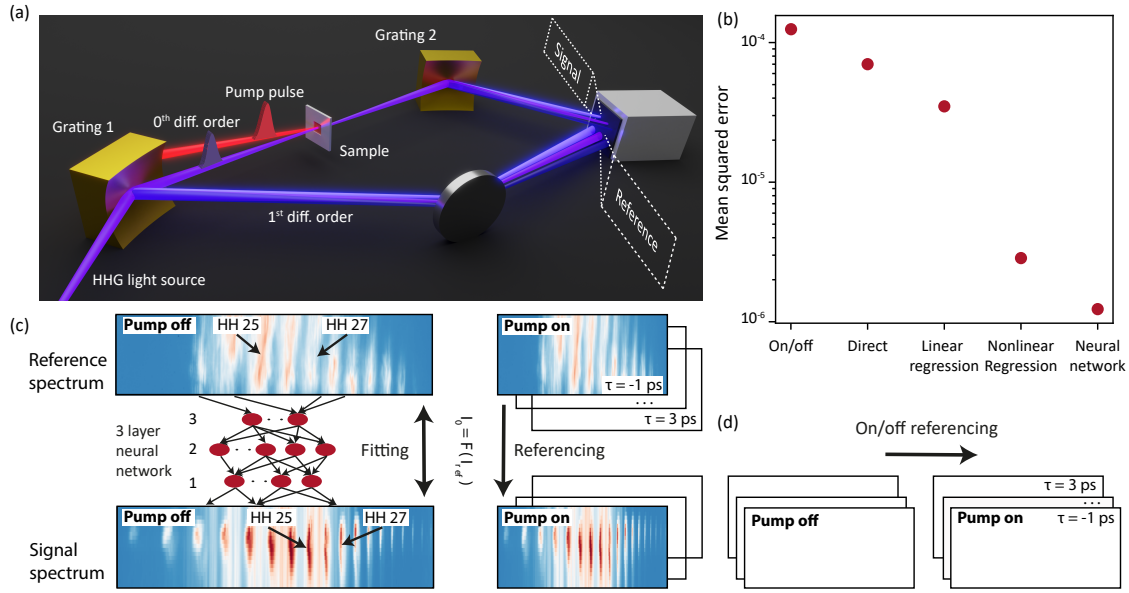 (a)
Grating 2
Signal
Pump pulse
0th diff. order
Grating 1
Sample
1st diff. order
Reference
HHG light source
(b)
Mean squared error
10⁻⁴
10⁻⁵
10⁻⁶
On/off
Direct
Linear
regression
Nonlinear
Regression
Neural
network
(c)
Reference
spectrum
Pump off
HH 25
HH 27
3 layer
neural
network
3
2
1
Fitting
Signal
spectrum
Pump off
HH 25
HH 27
Pump on
τ = -1 ps
...
τ = 3 ps
I₀ = F ( Iᵣₑf )
Referencing
Pump on
(d)
On/off referencing
Pump off
τ = 3 ps
...
Pump on
τ = -1 ps